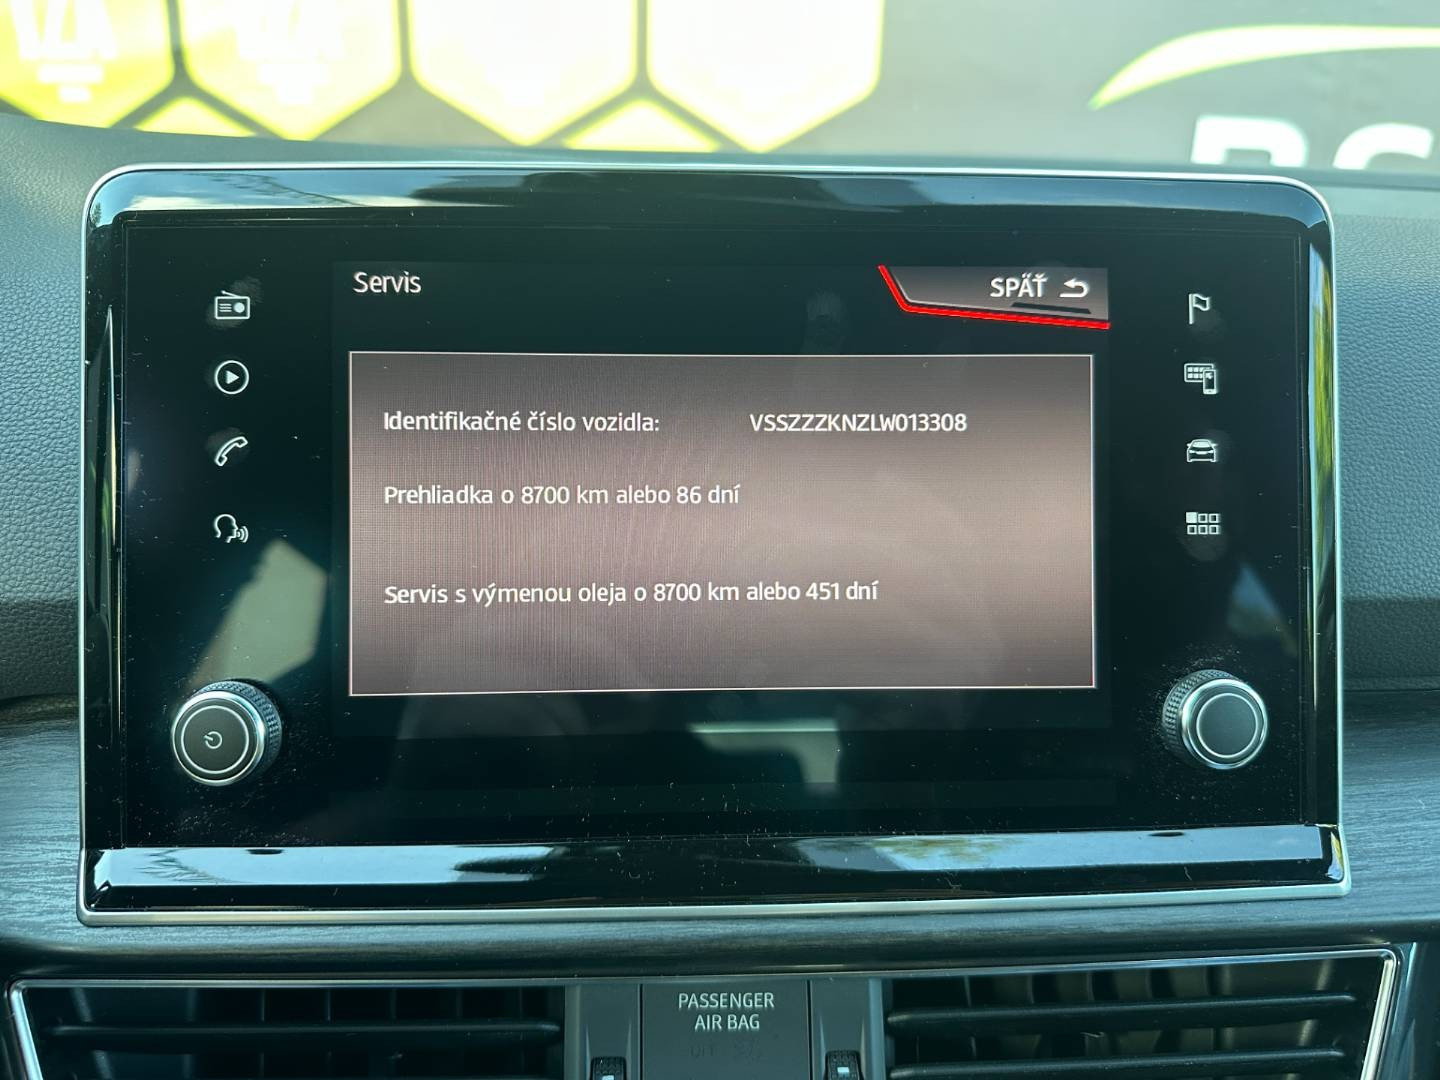 Servis
SPÄŤ
Identifikačné číslo vozidla: VSSZZZKNZLW013308
Prehliadka o 8700 km alebo 86 dní
Servis s výmenou oleja o 8700 km alebo 451 dní
PASSENGER
AIR BAG
OFF